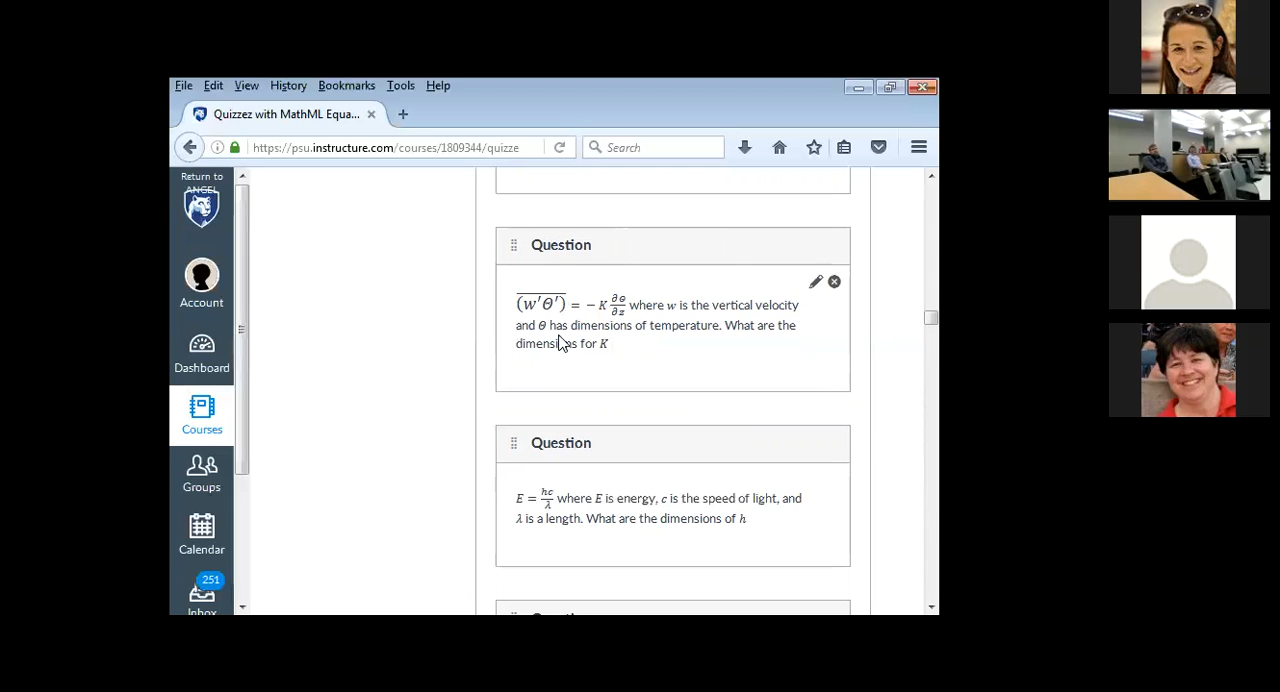 File Edit View History Bookmarks Tools Help
Quizzez with MathML Equa...
https://psu.instructure.com/courses/1809344/quizze
Search
Return to
ANGEL
Account
Dashboard
Courses
Groups
Calendar
251
Inbox
Question
(w′Θ′) = − K ∂Θ/∂z where w is the vertical velocity
and Θ has dimensions of temperature. What are the
dimensions for K
Question
E = hc/λ where E is energy, c is the speed of light, and
λ is a length. What are the dimensions of h